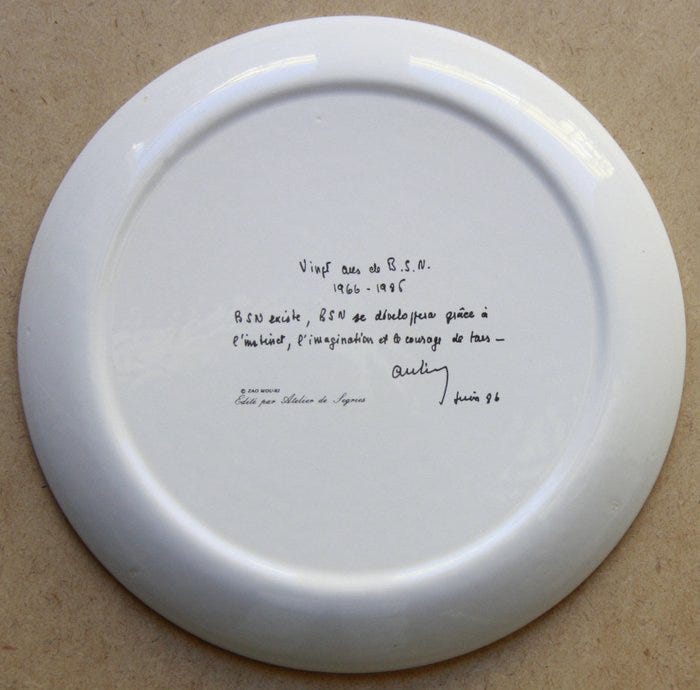 Vingt ans de B.S.N.
1966 - 1986
BSN existe, BSN se développera grâce à
l'instinct, l'imagination et le courage de tous -
Juin 86
© ZAO WOU-KI
Edité par Atelier de Segries